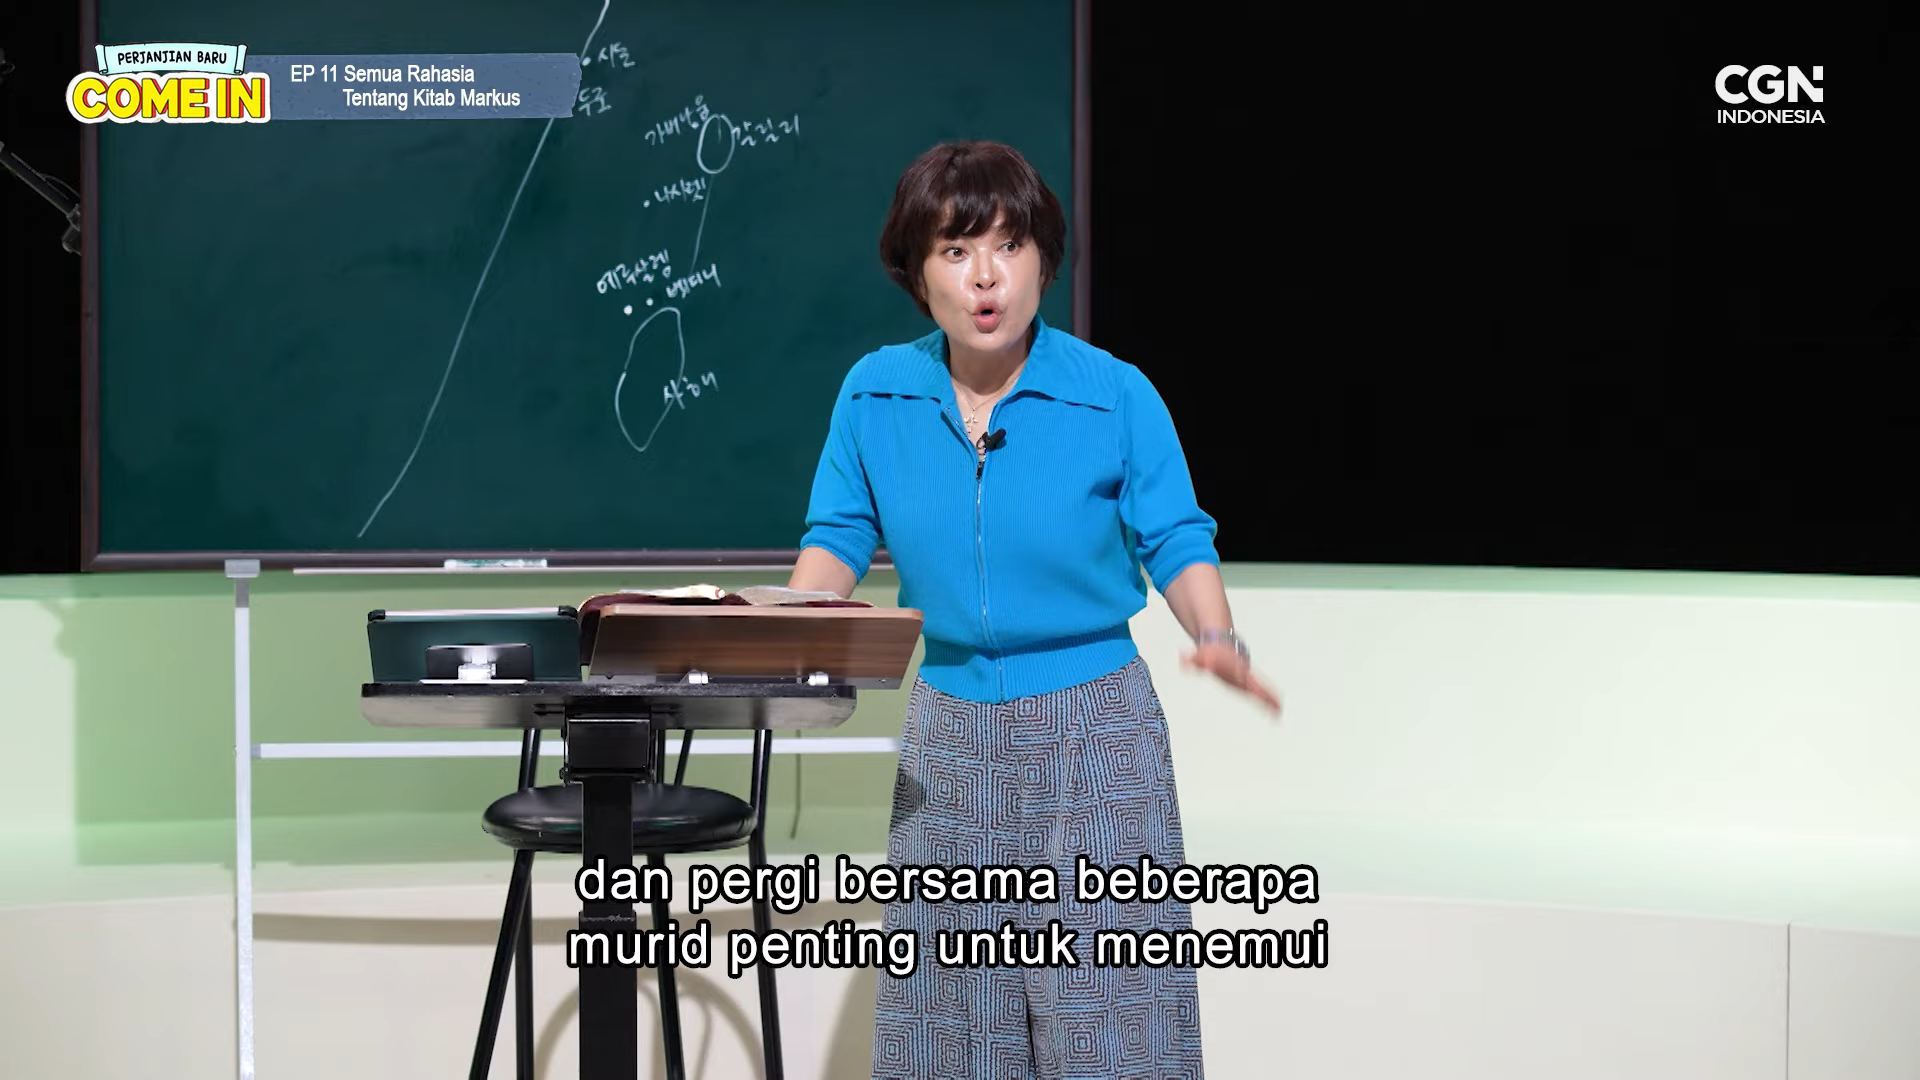 PERJANJIAN BARU
COME IN
EP 11 Semua Rahasia
Tentang Kitab Markus
CGN
INDONESIA
시돈
두로
가버나움
갈릴리
나사렛
예루살렘
베다니
사해
dan pergi bersama beberapa
murid penting untuk menemui